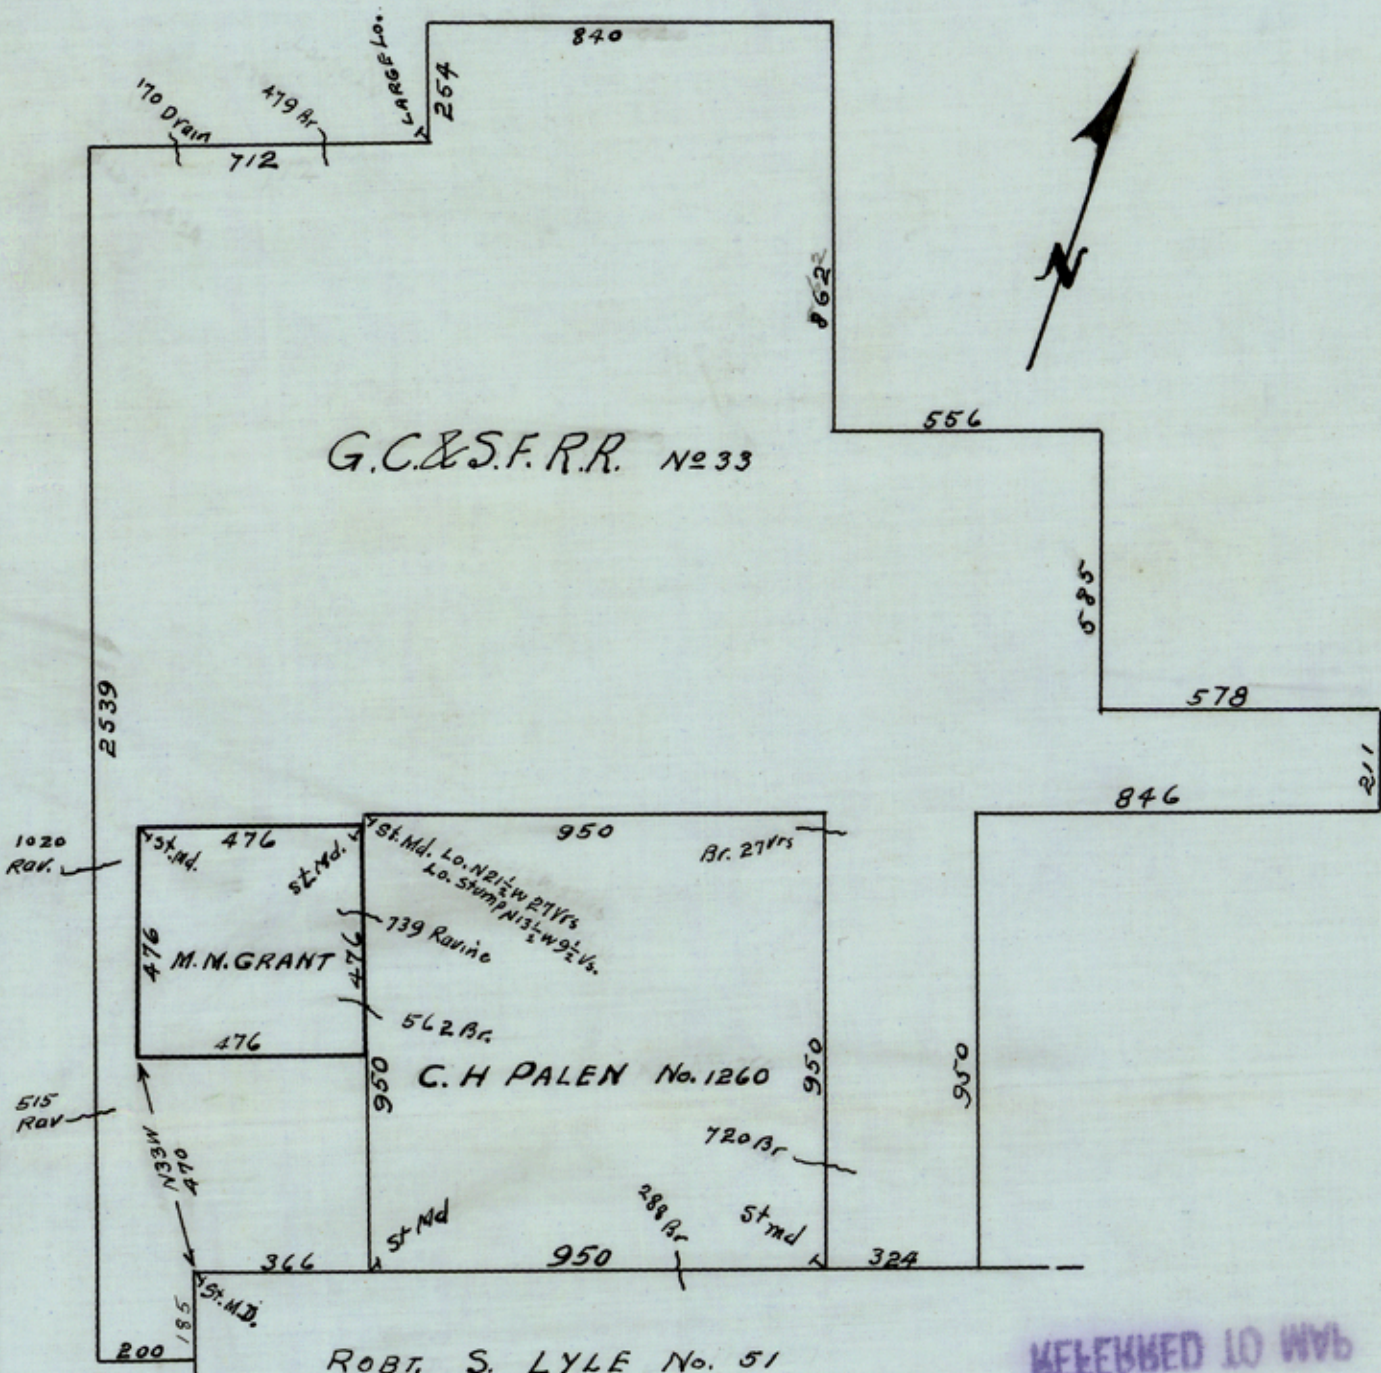 840
LARGE LO.
254
170 Drain
479 Br
712
862
N
556
G.C.&S.F.R.R. No 33
585
578
2539
211
846
1020
Rav.
476
St.Md.
St.Md.
950
St.Md. Lo. N21½W 27Vrs
Lo. Stump N13½W 9½Vs.
Br. 27Vrs
739 Ravine
476
M.N.GRANT
476
562 Br.
476
C. H PALEN No. 1260
950
950
950
515
Rav
N33W
470
720 Br
St Md
288 Br
St md
366
950
324
St.M.D.
185
200
ROBT. S. LYLE No. 51
REFERRED TO MAP